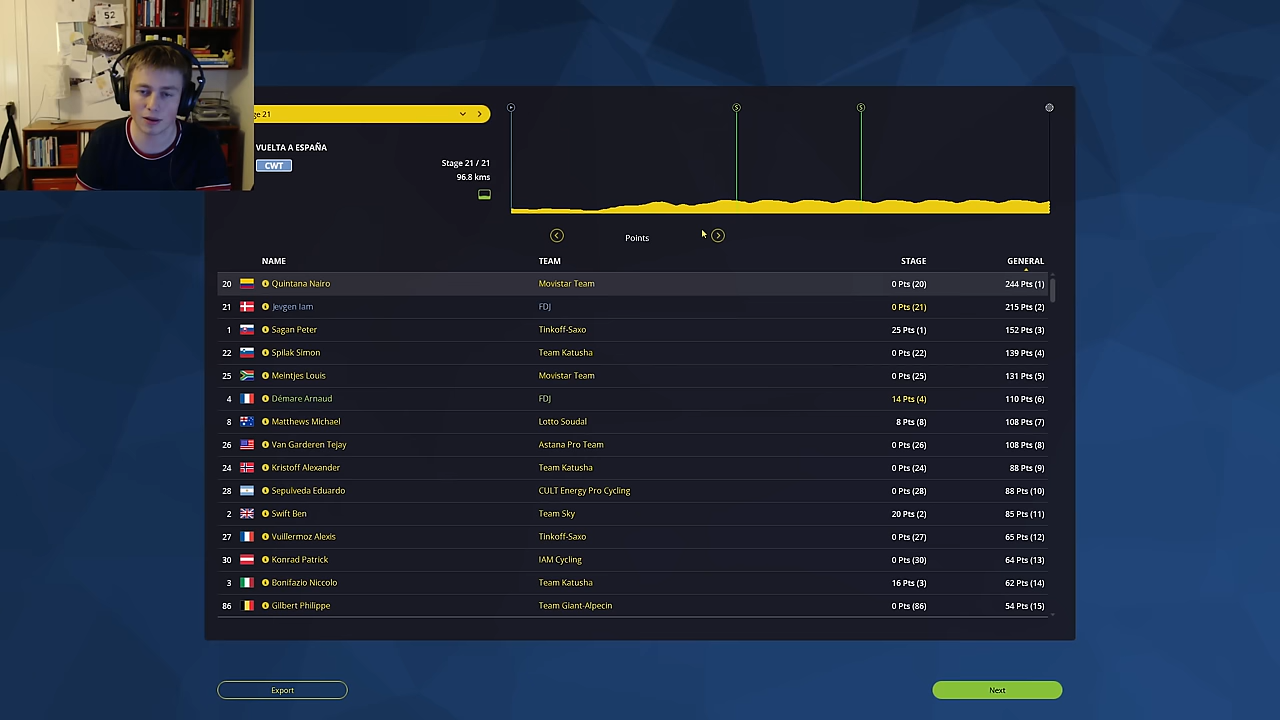 52
ge 21
VUELTA A ESPAÑA
CWT
Stage 21 / 21
96.8 kms
S S
Points
NAME TEAM STAGE GENERAL
20 Quintana Nairo Movistar Team 0 Pts (20) 244 Pts (1)
21 Jevgen Iam FDJ 0 Pts (21) 215 Pts (2)
1 Sagan Peter Tinkoff-Saxo 25 Pts (1) 152 Pts (3)
22 Spilak Simon Team Katusha 0 Pts (22) 139 Pts (4)
25 Meintjes Louis Movistar Team 0 Pts (25) 131 Pts (5)
4 Démare Arnaud FDJ 14 Pts (4) 110 Pts (6)
8 Matthews Michael Lotto Soudal 8 Pts (8) 108 Pts (7)
26 Van Garderen Tejay Astana Pro Team 0 Pts (26) 108 Pts (8)
24 Kristoff Alexander Team Katusha 0 Pts (24) 88 Pts (9)
28 Sepulveda Eduardo CULT Energy Pro Cycling 0 Pts (28) 88 Pts (10)
2 Swift Ben Team Sky 20 Pts (2) 85 Pts (11)
27 Vuillermoz Alexis Tinkoff-Saxo 0 Pts (27) 65 Pts (12)
30 Konrad Patrick IAM Cycling 0 Pts (30) 64 Pts (13)
3 Bonifazio Niccolo Team Katusha 16 Pts (3) 62 Pts (14)
86 Gilbert Philippe Team Giant-Alpecin 0 Pts (86) 54 Pts (15)
Export Next